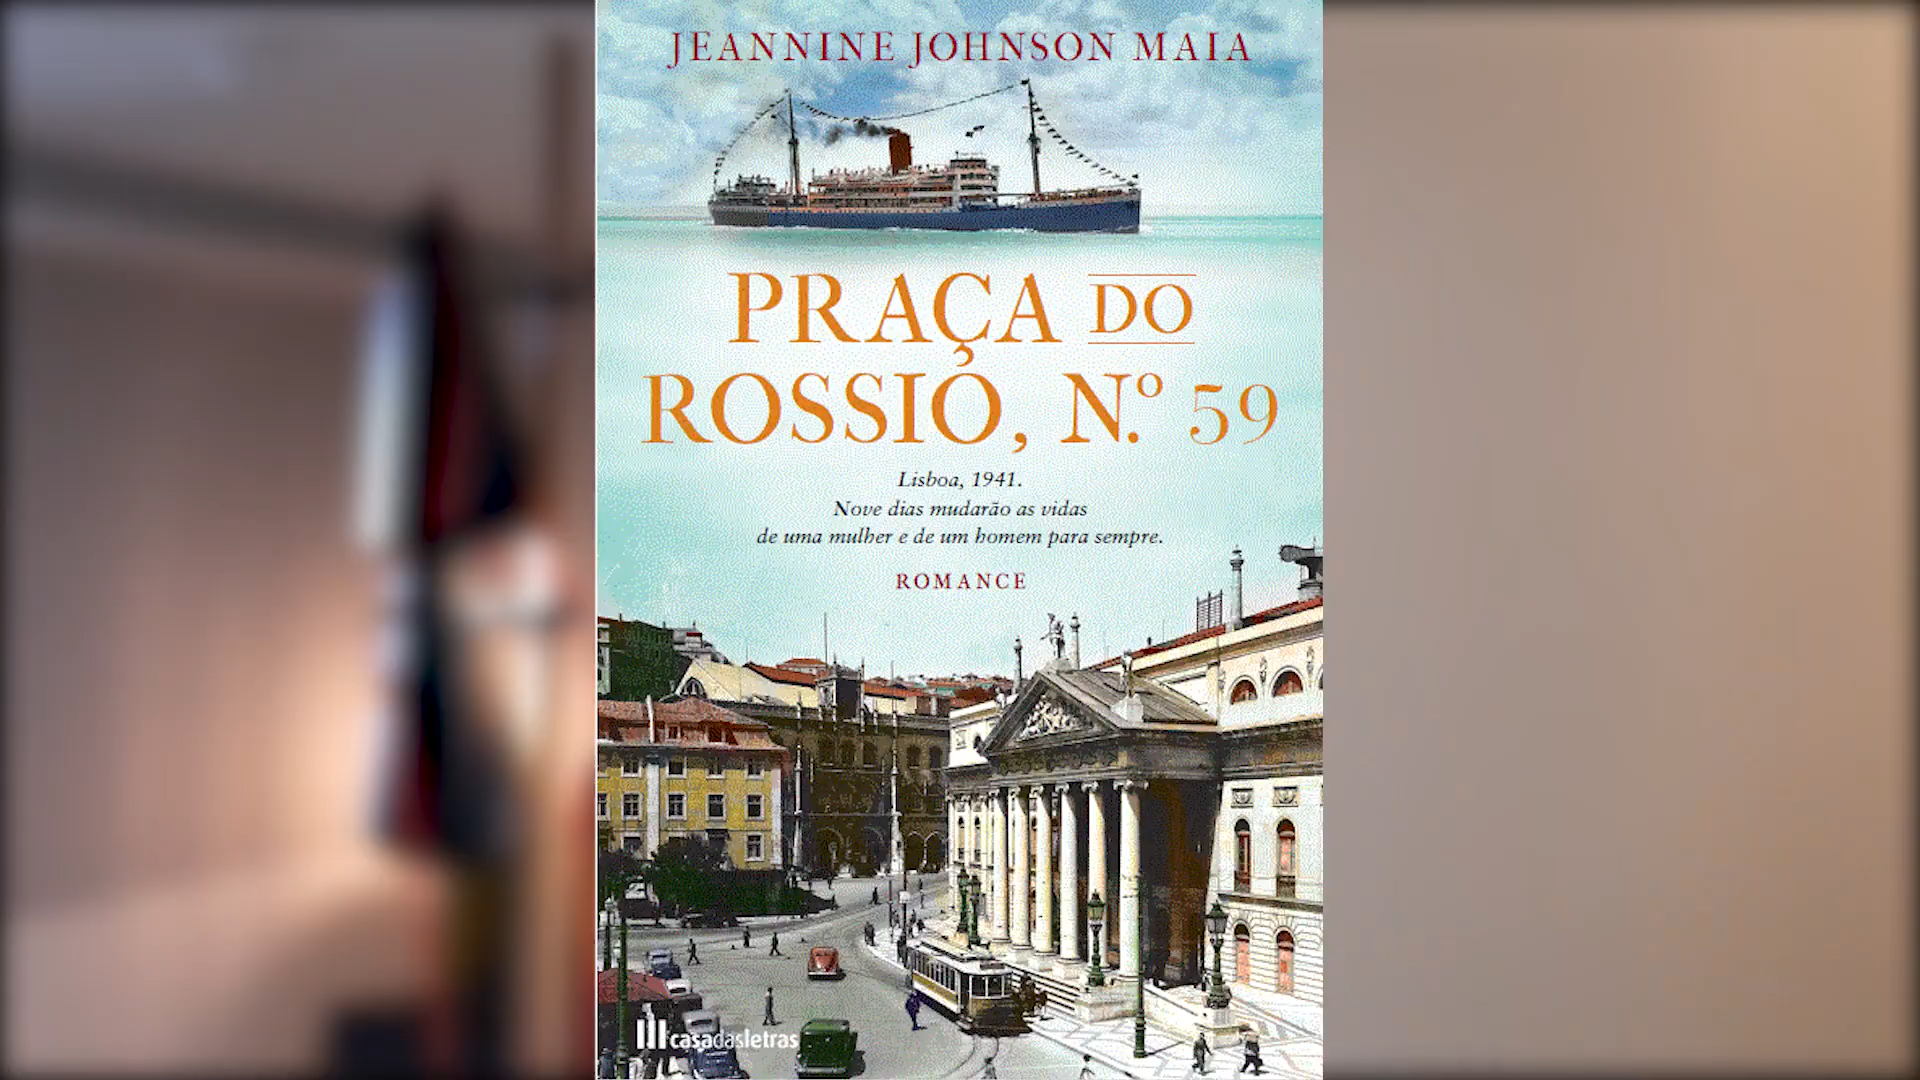 JEANNINE JOHNSON MAIA
PRAÇA DO
ROSSIO, N.º 59
Lisboa, 1941.
Nove dias mudarão as vidas
de uma mulher e de um homem para sempre.
ROMANCE
casadasletras